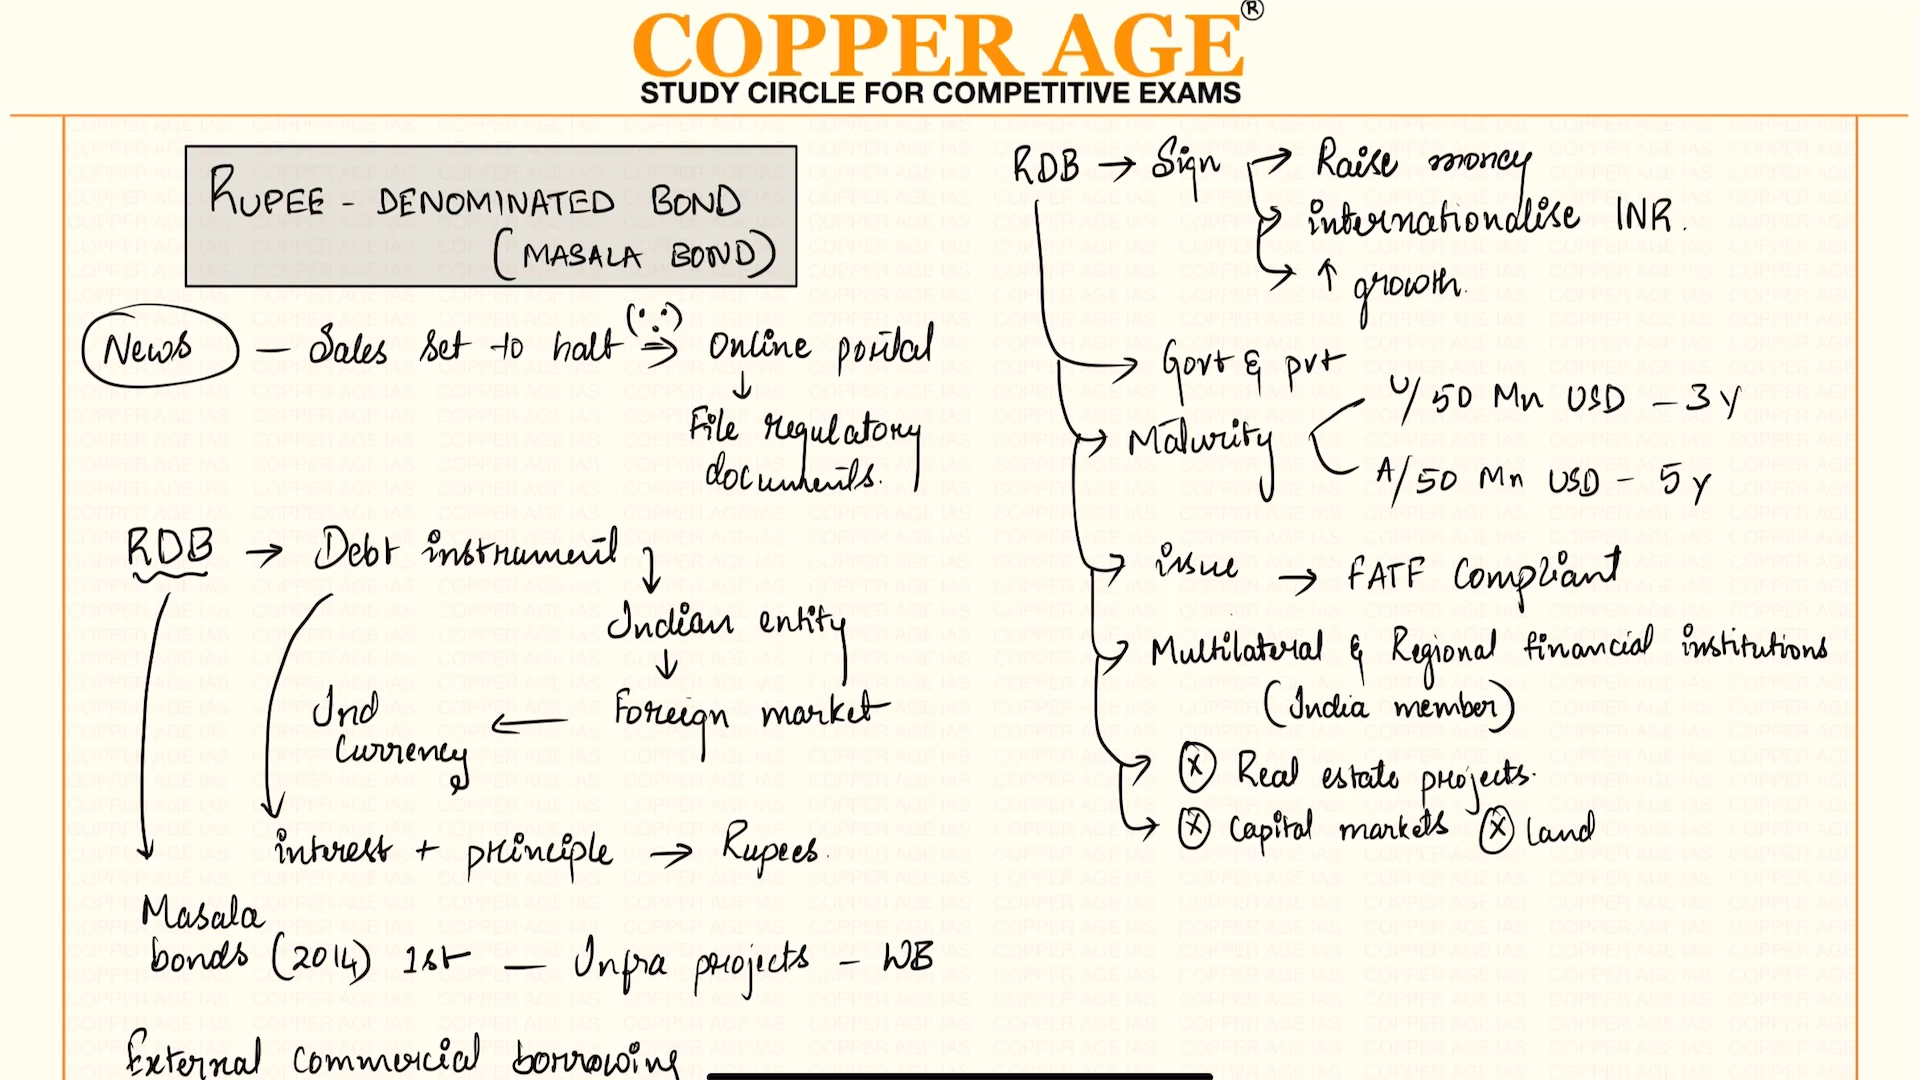 COPPER AGE®
STUDY CIRCLE FOR COMPETITIVE EXAMS
RUPEE - DENOMINATED BOND
(MASALA BOND)
News - Sales set to halt → Online portal
↓
File regulatory
documents.
RDB → Debt instrument
↓
Indian entity
↓
Ind ← Foreign market
Currency
interest + principle → Rupees.
Masala
bonds (2014) 1st — Infra projects - WB
External commercial borrowing
RDB → Sign → Raise money
→ internationalise INR.
→ ↑ growth.
→ Govt & pvt
→ Maturity U/50 Mn USD - 3 y
A/50 Mn USD - 5 y
→ issue → FATF Compliant
→ Multilateral & Regional financial institutions
(India member)
→ ⓧ Real estate projects.
→ ⓧ Capital markets ⓧ land
COPPER AGE IAS